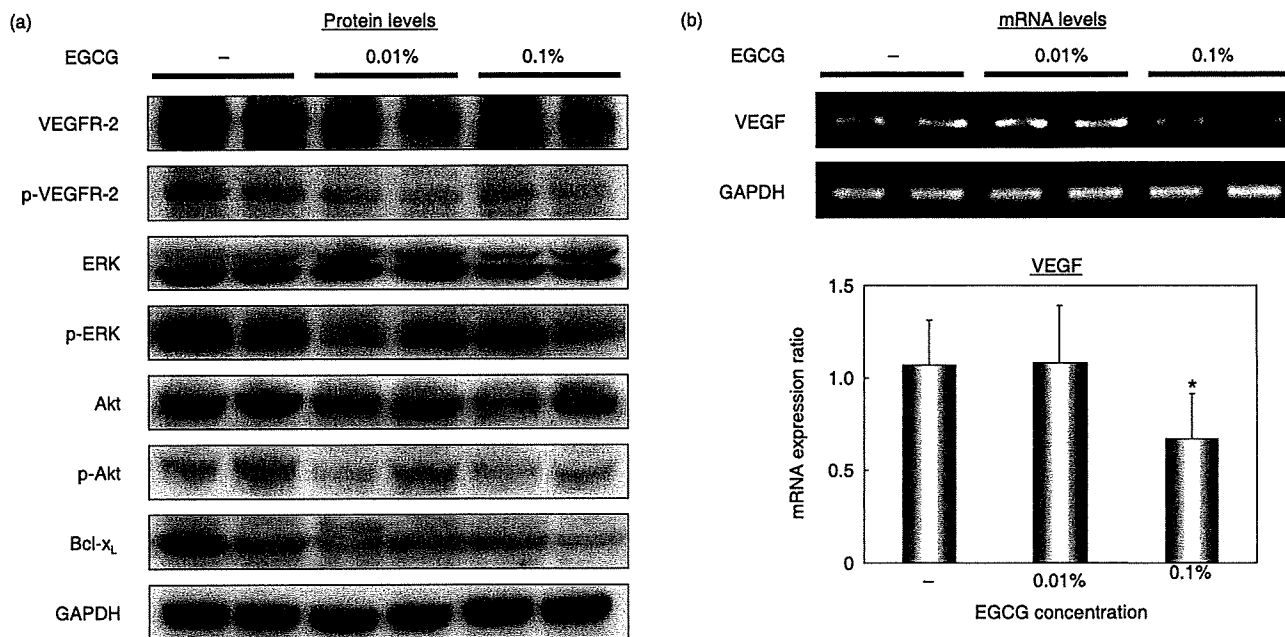 (a)
Protein levels
EGCG – 0.01% 0.1%
VEGFR-2
p-VEGFR-2
ERK
p-ERK
Akt
p-Akt
Bcl-xL
GAPDH
(b)
mRNA levels
EGCG – 0.01% 0.1%
VEGF
GAPDH
VEGF
mRNA expression ratio
1.5
1.0
0.5
0
*
– 0.01% 0.1%
EGCG concentration